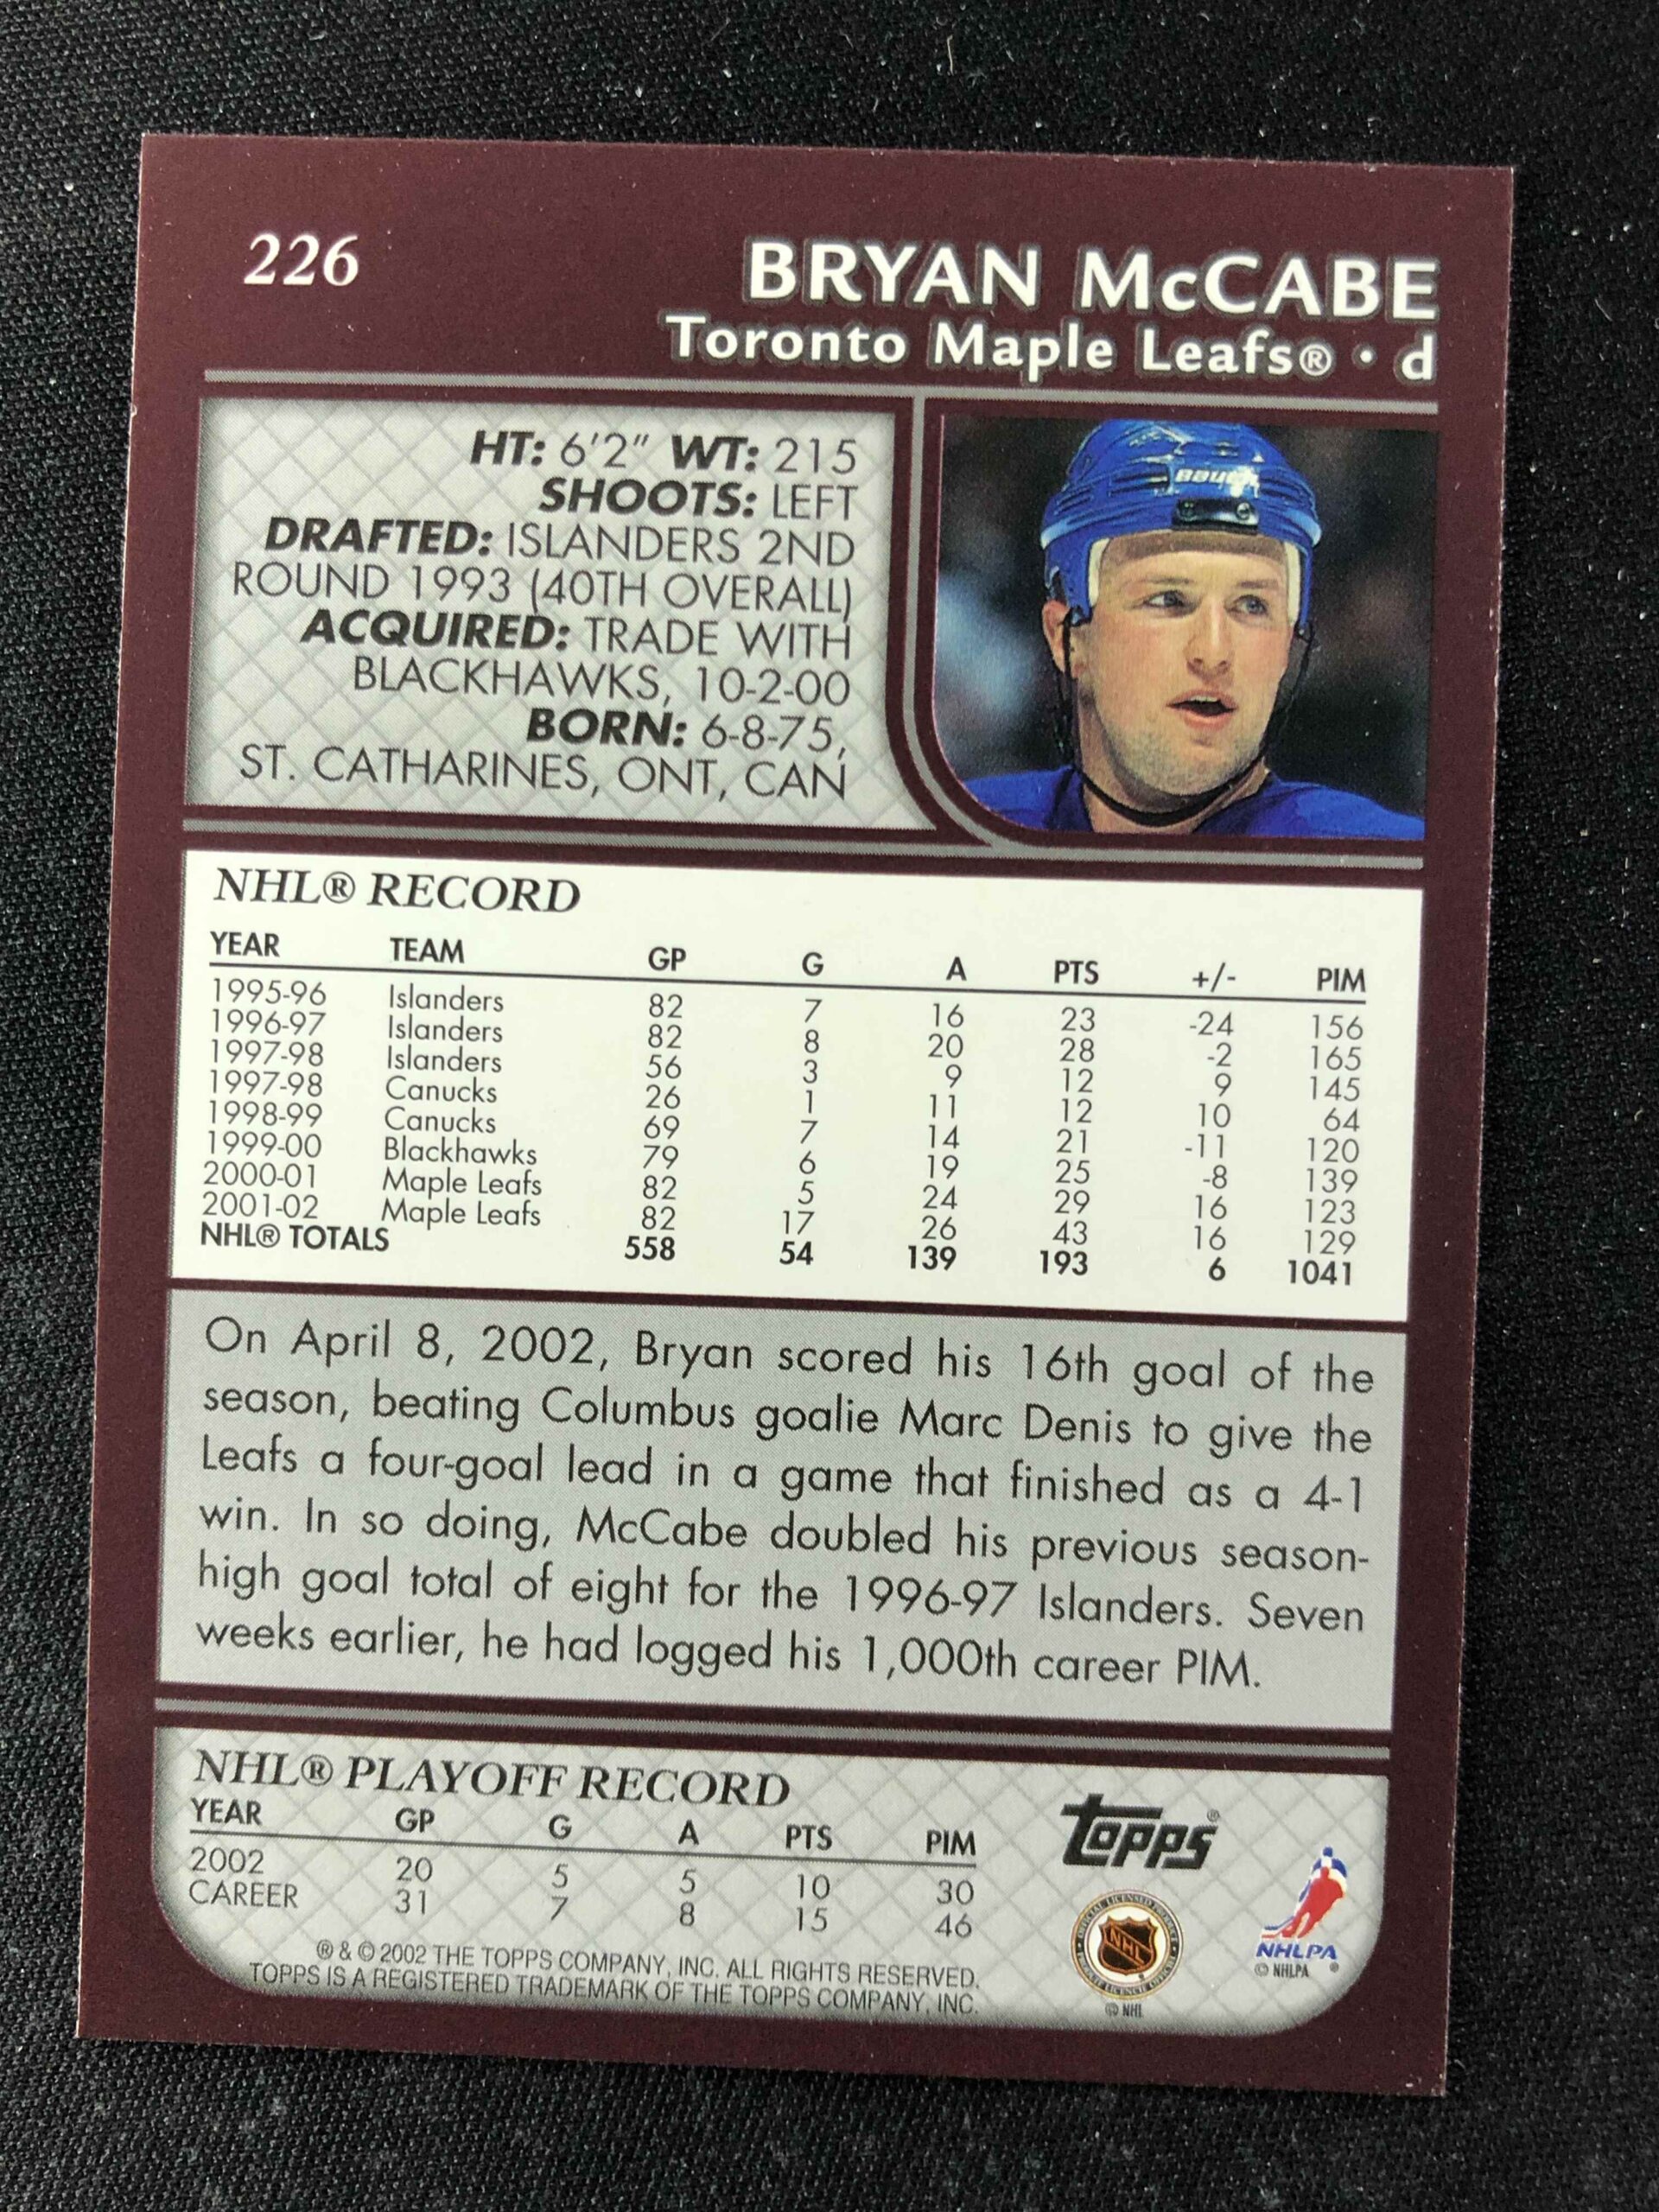 226
BRYAN McCABE
Toronto Maple Leafs® • d
HT: 6'2" WT: 215
SHOOTS: LEFT
DRAFTED: ISLANDERS 2ND
ROUND 1993 (40TH OVERALL)
ACQUIRED: TRADE WITH
BLACKHAWKS, 10-2-00
BORN: 6-8-75,
ST. CATHARINES, ONT, CAN
Bauer
NHL® RECORD
YEAR TEAM GP G A PTS +/- PIM
1995-96 Islanders 82 7 16 23 -24 156
1996-97 Islanders 82 8 20 28 -2 165
1997-98 Islanders 56 3 9 12 9 145
1997-98 Canucks 26 1 11 12 10 64
1998-99 Canucks 69 7 14 21 -11 120
1999-00 Blackhawks 79 6 19 25 -8 139
2000-01 Maple Leafs 82 5 24 29 16 123
2001-02 Maple Leafs 82 17 26 43 16 129
NHL® TOTALS 558 54 139 193 6 1041
On April 8, 2002, Bryan scored his 16th goal of the
season, beating Columbus goalie Marc Denis to give the
Leafs a four-goal lead in a game that finished as a 4-1
win. In so doing, McCabe doubled his previous season-
high goal total of eight for the 1996-97 Islanders. Seven
weeks earlier, he had logged his 1,000th career PIM.
NHL® PLAYOFF RECORD
YEAR GP G A PTS PIM
2002 20 5 5 10 30
CAREER 31 7 8 15 46
® & © 2002 THE TOPPS COMPANY, INC. ALL RIGHTS RESERVED.
TOPPS IS A REGISTERED TRADEMARK OF THE TOPPS COMPANY, INC.
Topps®
NHL
© NHL
NHLPA
© NHLPA ®